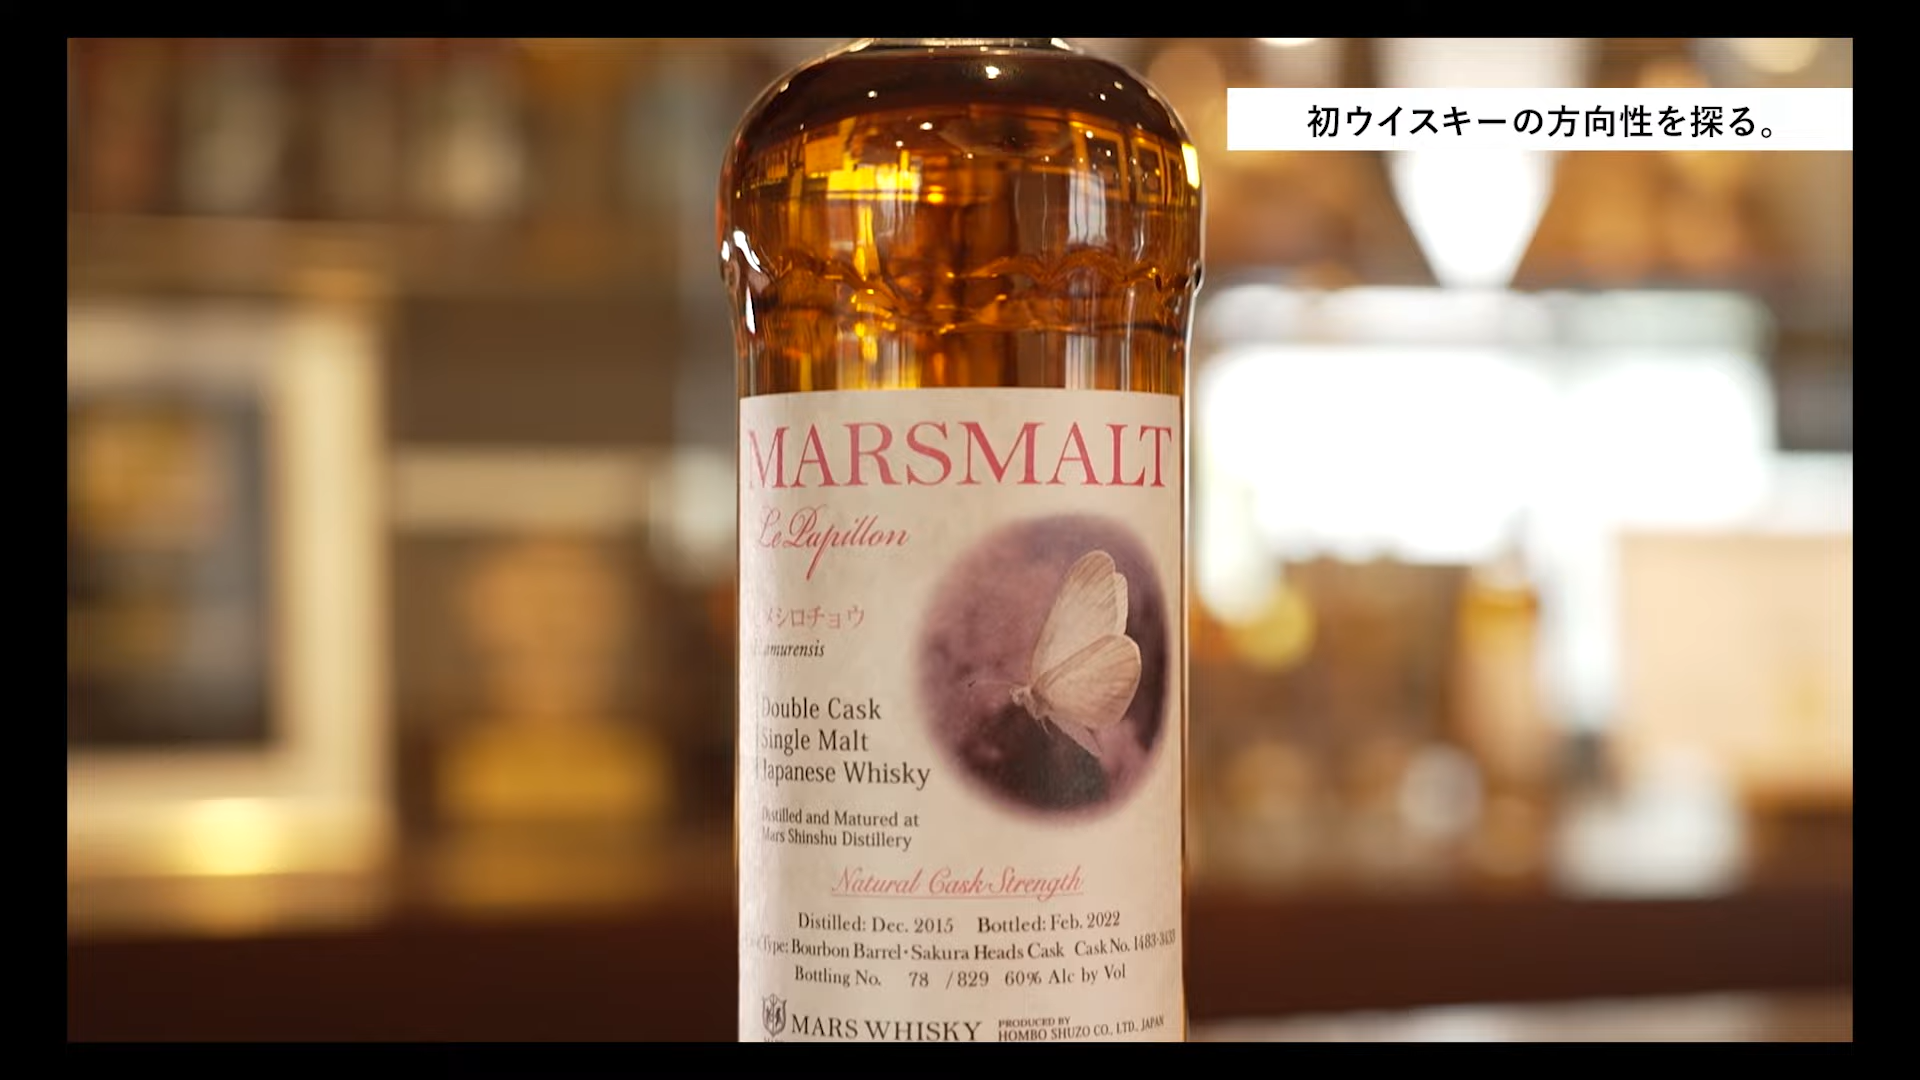 初ウイスキーの方向性を探る。
MARSMALT
Le Papillon
メシロチョウ
amurensis
Double Cask
Single Malt
Japanese Whisky
Distilled and Matured at
Mars Shinshu Distillery
Natural Cask Strength
Distilled: Dec. 2015 Bottled: Feb. 2022
Type: Bourbon Barrel・Sakura Heads Cask Cask No. 1483・3433
Bottling No. 78 /829 60% Alc by Vol
MARS WHISKY
PRODUCED BY
HOMBO SHUZO CO., LTD., JAPAN